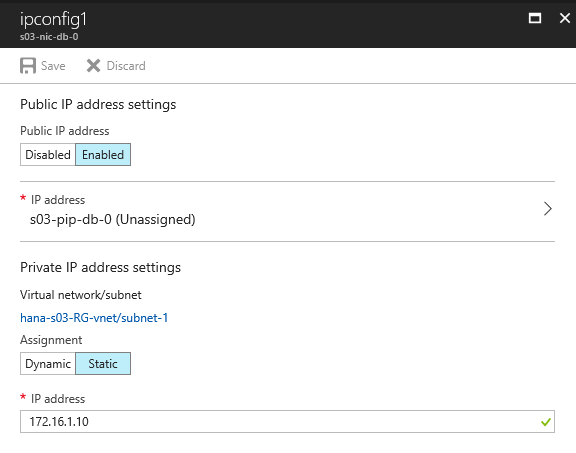 ipconfig1
s03-nic-db-0
Save Discard
Public IP address settings
Public IP address
Disabled Enabled
* IP address
s03-pip-db-0 (Unassigned)
Private IP address settings
Virtual network/subnet
hana-s03-RG-vnet/subnet-1
Assignment
Dynamic Static
* IP address
172.16.1.10